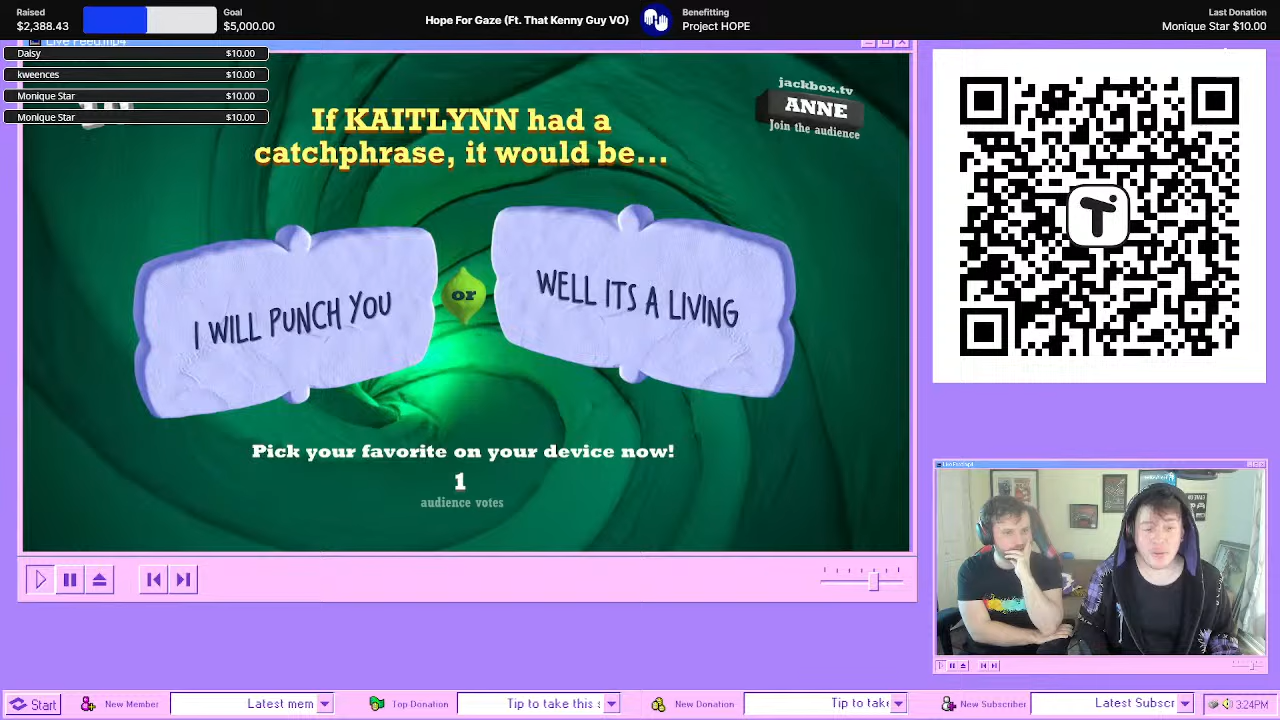 Raised
$2,388.43
Goal
$5,000.00
Hope For Gaze (Ft. That Kenny Guy VO)
Benefitting
Project HOPE
Last Donation
Monique Star $10.00
Live Feed.mp4
Daisy $10.00
kweences $10.00
Monique Star $10.00
Monique Star $10.00
If KAITLYNN had a
catchphrase, it would be...
jackbox.tv
ANNE
Join the audience
I WILL PUNCH YOU
or
WELL ITS A LIVING
Pick your favorite on your device now!
1
audience votes
T
Start
New Member
Latest mem
Top Donation
Tip to take this s
New Donation
Tip to take
New Subscriber
Latest Subscr
3:24PM